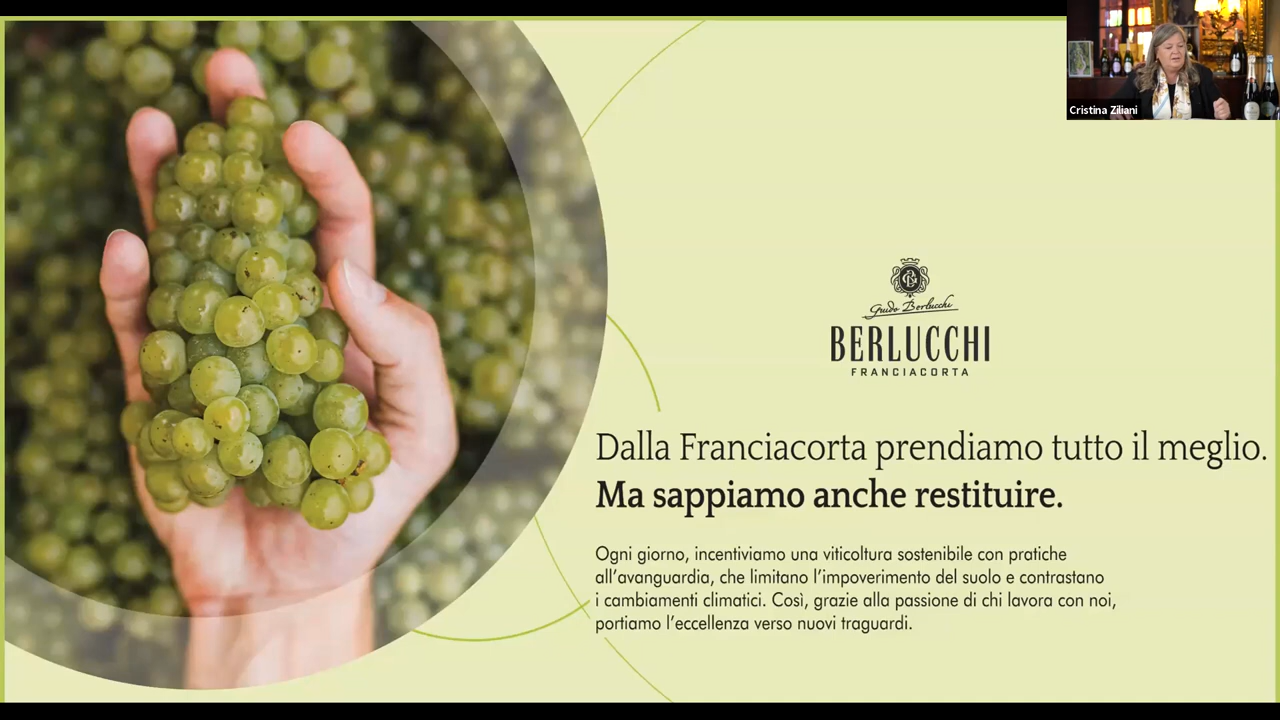 Cristina Ziliani
Guido Berlucchi
BERLUCCHI
FRANCIACORTA
Dalla Franciacorta prendiamo tutto il meglio.
Ma sappiamo anche restituire.
Ogni giorno, incentiviamo una viticoltura sostenibile con pratiche
all'avanguardia, che limitano l'impoverimento del suolo e contrastano
i cambiamenti climatici. Così, grazie alla passione di chi lavora con noi,
portiamo l'eccellenza verso nuovi traguardi.